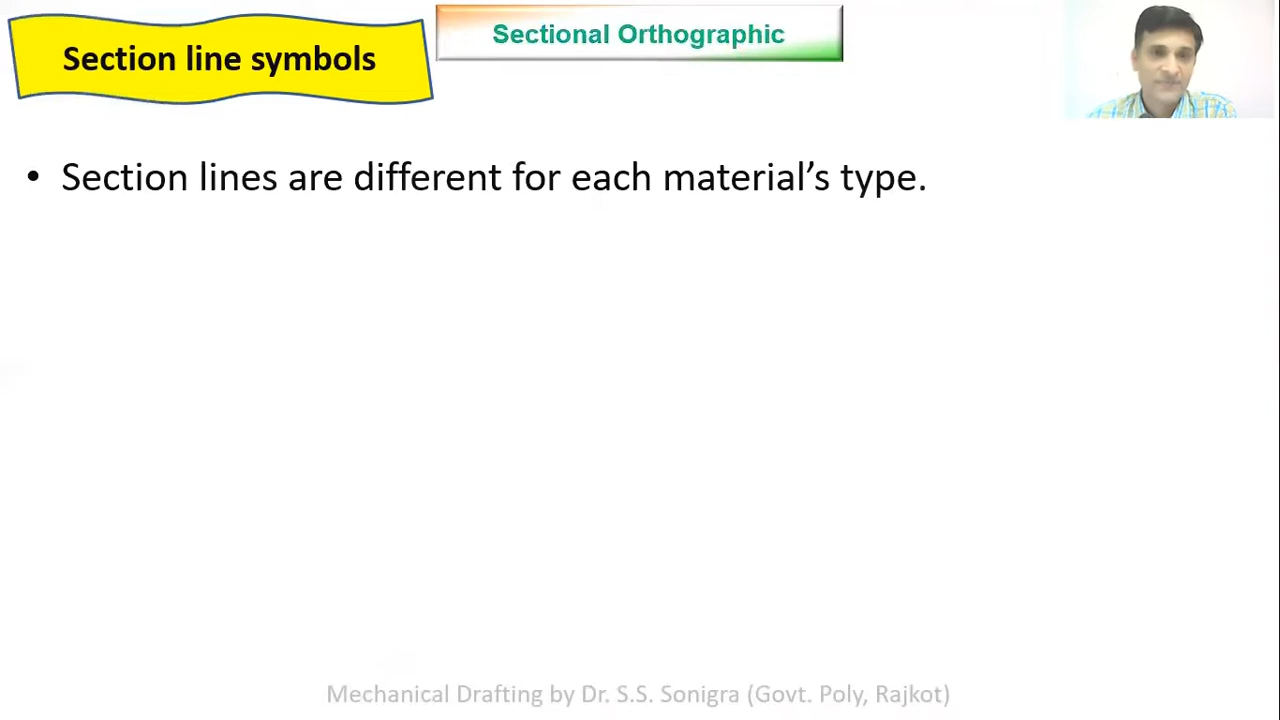 Section line symbols
Sectional Orthographic
• Section lines are different for each material’s type.
Mechanical Drafting by Dr. S.S. Sonigra (Govt. Poly, Rajkot)